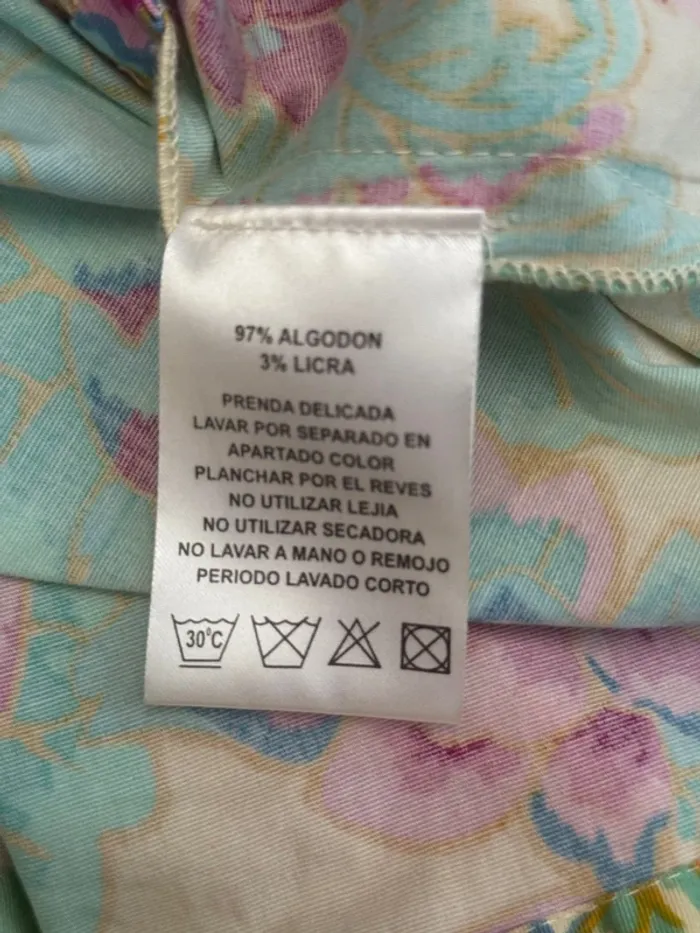 97% ALGODON
3% LICRA
PRENDA DELICADA
LAVAR POR SEPARADO EN
APARTADO COLOR
PLANCHAR POR EL REVES
NO UTILIZAR LEJIA
NO UTILIZAR SECADORA
NO LAVAR A MANO O REMOJO
PERIODO LAVADO CORTO
30°C